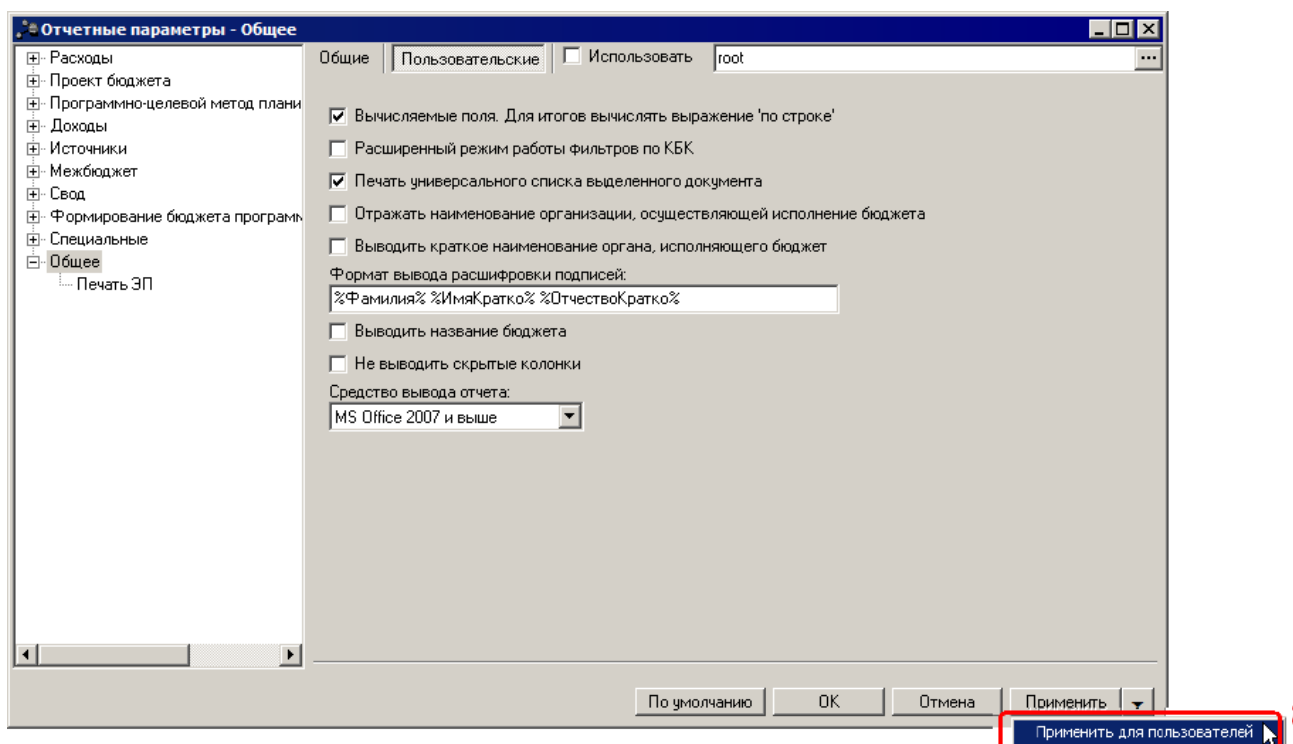 Отчетные параметры - Общее
Общие Пользовательские Использовать root ...
Расходы
Проект бюджета
Программно-целевой метод плани
Доходы
Источники
Межбюджет
Свод
Формирование бюджета программ
Специальные
Общее
Печать ЭП
Вычисляемые поля. Для итогов вычислять выражение 'по строке'
Расширенный режим работы фильтров по КБК
Печать универсального списка выделенного документа
Отражать наименование организации, осуществляющей исполнение бюджета
Выводить краткое наименование органа, исполняющего бюджет
Формат вывода расшифровки подписей:
%Фамилия% %ИмяКратко% %ОтчествоКратко%
Выводить название бюджета
Не выводить скрытые колонки
Средство вывода отчета:
MS Office 2007 и выше
По умолчанию OK Отмена Применить
Применить для пользователей